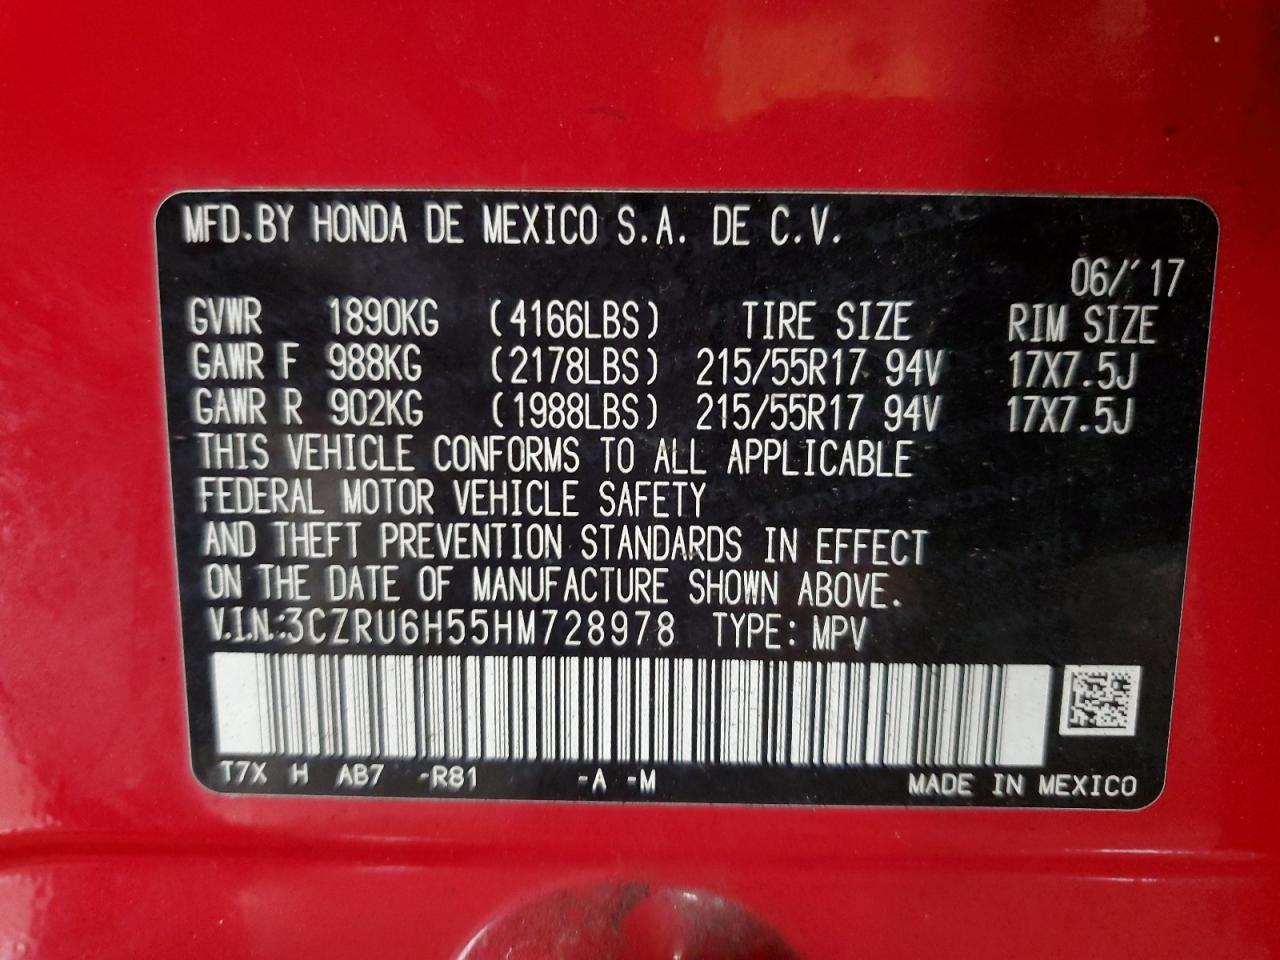 MFD.BY HONDA DE MEXICO S.A. DE C.V.
06/'17
GVWR 1890KG (4166LBS) TIRE SIZE RIM SIZE
GAWR F 988KG (2178LBS) 215/55R17 94V 17X7.5J
GAWR R 902KG (1988LBS) 215/55R17 94V 17X7.5J
THIS VEHICLE CONFORMS TO ALL APPLICABLE
FEDERAL MOTOR VEHICLE SAFETY
AND THEFT PREVENTION STANDARDS IN EFFECT
ON THE DATE OF MANUFACTURE SHOWN ABOVE.
V.I.N.:3CZRU6H55HM728978 TYPE: MPV
T7X H AB7 -R81 -A -M MADE IN MEXICO